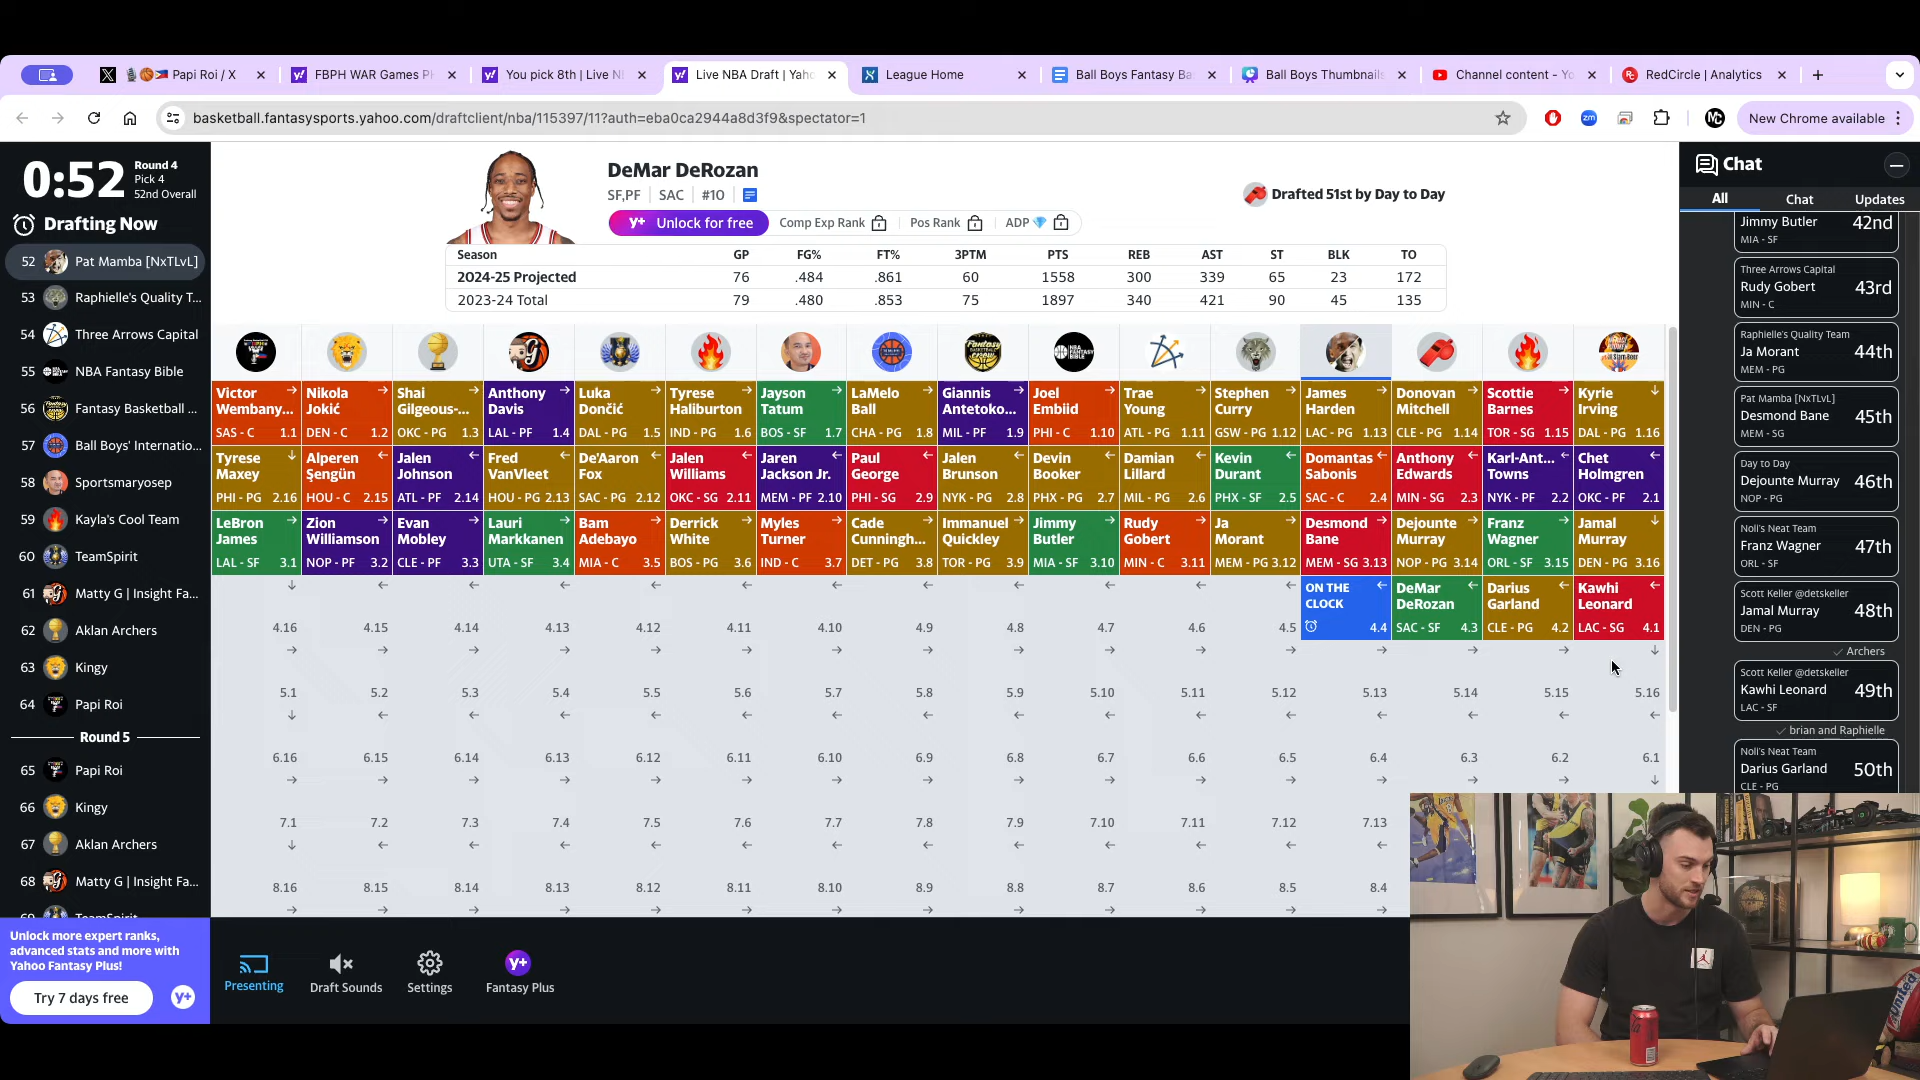 Papi Roi / X
FBPH WAR Games P
You pick 8th | Live N
Live NBA Draft | Yaho
League Home
Ball Boys Fantasy Ba
Ball Boys Thumbnails
Channel content - Yo
RedCircle | Analytics
basketball.fantasysports.yahoo.com/draftclient/nba/115397/11?auth=eba0ca2944a8d3f9&spectator=1
New Chrome available
0:52
Round 4
Pick 4
52nd Overall
Drafting Now
52 Pat Mamba [NxTLvL]
53 Raphielle's Quality T...
54 Three Arrows Capital
55 NBA Fantasy Bible
56 Fantasy Basketball ...
57 Ball Boys' Internatio...
58 Sportsmaryosep
59 Kayla's Cool Team
60 TeamSpirit
61 Matty G | Insight Fa...
62 Aklan Archers
63 Kingy
64 Papi Roi
Round 5
65 Papi Roi
66 Kingy
67 Aklan Archers
68 Matty G | Insight Fa...
69 TeamSpirit
Unlock more expert ranks,
advanced stats and more with
Yahoo Fantasy Plus!
Try 7 days free
y+
DeMar DeRozan
SF,PF SAC #10
y+ Unlock for free Comp Exp Rank Pos Rank ADP
Drafted 51st by Day to Day
Season GP FG% FT% 3PTM PTS REB AST ST BLK TO
2024-25 Projected 76 .484 .861 60 1558 300 339 65 23 172
2023-24 Total 79 .480 .853 75 1897 340 421 90 45 135
Victor Nikola Shai Anthony Luka Tyrese Jayson LaMelo Giannis Joel Trae Stephen James Donovan Scottie Kyrie
Wembany... Jokić Gilgeous-... Davis Dončić Haliburton Tatum Ball Antetoko... Embiid Young Curry Harden Mitchell Barnes Irving
SAS - C 1.1 DEN - C 1.2 OKC - PG 1.3 LAL - PF 1.4 DAL - PG 1.5 IND - PG 1.6 BOS - SF 1.7 CHA - PG 1.8 MIL - PF 1.9 PHI - C 1.10 ATL - PG 1.11 GSW - PG 1.12 LAC - PG 1.13 CLE - PG 1.14 TOR - SG 1.15 DAL - PG 1.16
Tyrese Alperen Jalen Fred De'Aaron Jalen Jaren Paul Jalen Devin Damian Kevin Domantas Anthony Karl-Ant... Chet
Maxey Şengün Johnson VanVleet Fox Williams Jackson Jr. George Brunson Booker Lillard Durant Sabonis Edwards Towns Holmgren
PHI - PG 2.16 HOU - C 2.15 ATL - PF 2.14 HOU - PG 2.13 SAC - PG 2.12 OKC - SG 2.11 MEM - PF 2.10 PHI - SG 2.9 NYK - PG 2.8 PHX - PG 2.7 MIL - PG 2.6 PHX - SF 2.5 SAC - C 2.4 MIN - SG 2.3 NYK - PF 2.2 OKC - PF 2.1
LeBron Zion Evan Lauri Bam Derrick Myles Cade Immanuel Jimmy Rudy Ja Desmond Dejounte Franz Jamal
James Williamson Mobley Markkanen Adebayo White Turner Cunningh... Quickley Butler Gobert Morant Bane Murray Wagner Murray
LAL - SF 3.1 NOP - PF 3.2 CLE - PF 3.3 UTA - SF 3.4 MIA - C 3.5 BOS - PG 3.6 IND - C 3.7 DET - PG 3.8 TOR - PG 3.9 MIA - SF 3.10 MIN - C 3.11 MEM - PG 3.12 MEM - SG 3.13 NOP - PG 3.14 ORL - SF 3.15 DEN - PG 3.16
ON THE DeMar Darius Kawhi
CLOCK DeRozan Garland Leonard
4.16 4.15 4.14 4.13 4.12 4.11 4.10 4.9 4.8 4.7 4.6 4.5 4.4 SAC - SF 4.3 CLE - PG 4.2 LAC - SG 4.1
5.1 5.2 5.3 5.4 5.5 5.6 5.7 5.8 5.9 5.10 5.11 5.12 5.13 5.14 5.15 5.16
6.16 6.15 6.14 6.13 6.12 6.11 6.10 6.9 6.8 6.7 6.6 6.5 6.4 6.3 6.2 6.1
7.1 7.2 7.3 7.4 7.5 7.6 7.7 7.8 7.9 7.10 7.11 7.12 7.13
8.16 8.15 8.14 8.13 8.12 8.11 8.10 8.9 8.8 8.7 8.6 8.5 8.4
Presenting
Draft Sounds
Settings
Fantasy Plus
Chat
All Chat Updates
Jimmy Butler 42nd
MIA - SF
Three Arrows Capital
Rudy Gobert 43rd
MIN - C
Raphielle's Quality Team
Ja Morant 44th
MEM - PG
Pat Mamba [NxTLvL]
Desmond Bane 45th
MEM - SG
Day to Day
Dejounte Murray 46th
NOP - PG
Noli's Neat Team
Franz Wagner 47th
ORL - SF
Scott Keller @detskeller
Jamal Murray 48th
DEN - PG
Archers
Scott Keller @detskeller
Kawhi Leonard 49th
LAC - SF
brian and Raphielle
Noli's Neat Team
Darius Garland 50th
CLE - PG